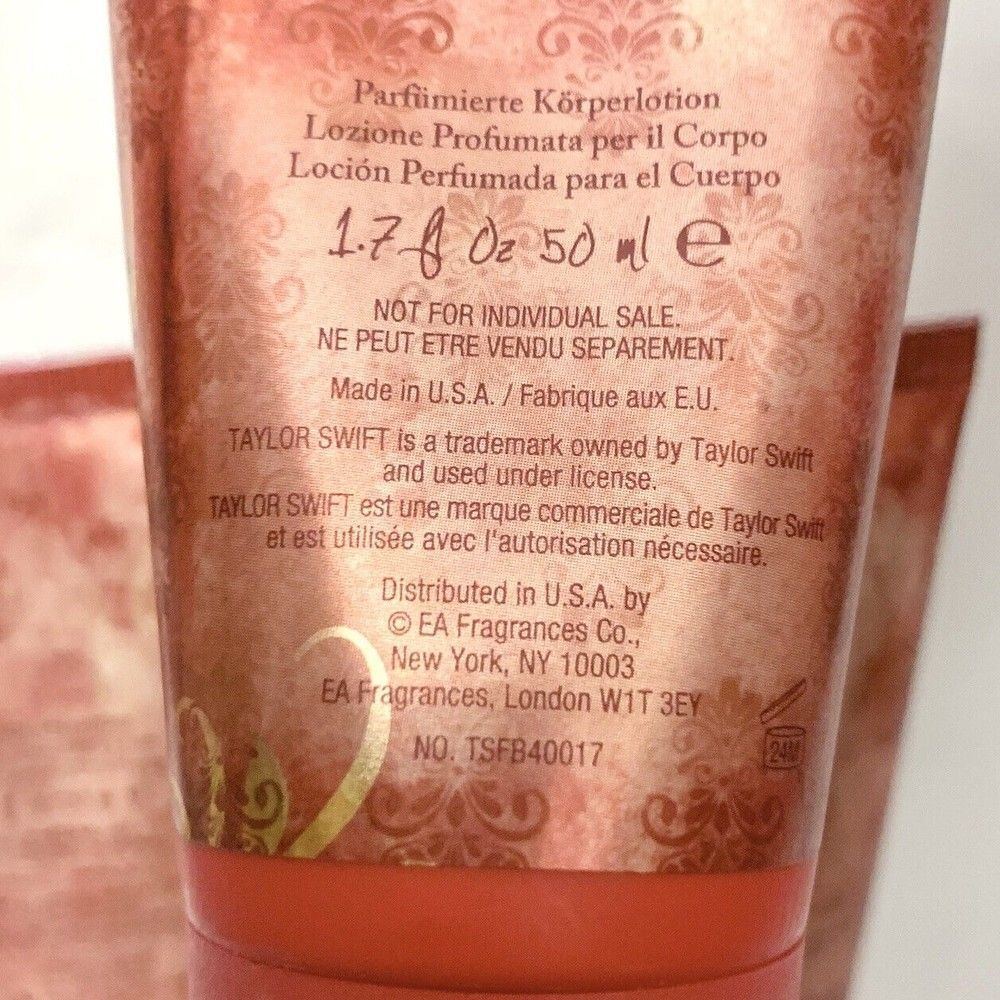 Parfümierte Körperlotion
Lozione Profumata per il Corpo
Loción Perfumada para el Cuerpo
1.7 fl Oz 50 ml e
NOT FOR INDIVIDUAL SALE.
NE PEUT ETRE VENDU SEPAREMENT.
Made in U.S.A. / Fabrique aux E.U.
TAYLOR SWIFT is a trademark owned by Taylor Swift
and used under license.
TAYLOR SWIFT est une marque commerciale de Taylor Swift
et est utilisée avec l'autorisation nécessaire.
Distributed in U.S.A. by
© EA Fragrances Co.,
New York, NY 10003
EA Fragrances, London W1T 3EY
NO. TSFB40017
24M